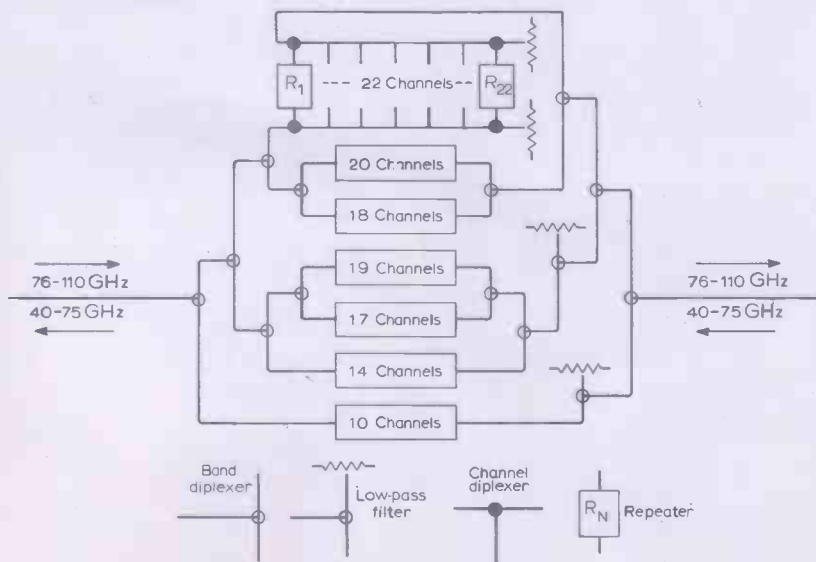 R1 ---- 22 Channels -- R22
20 Channels
18 Channels
19 Channels
17 Channels
14 Channels
10 Channels
76-110 GHz
40-75 GHz
76-110 GHz
40-75 GHz
Band
diplexer
Low-pass
filter
Channel
diplexer
RN
Repeater